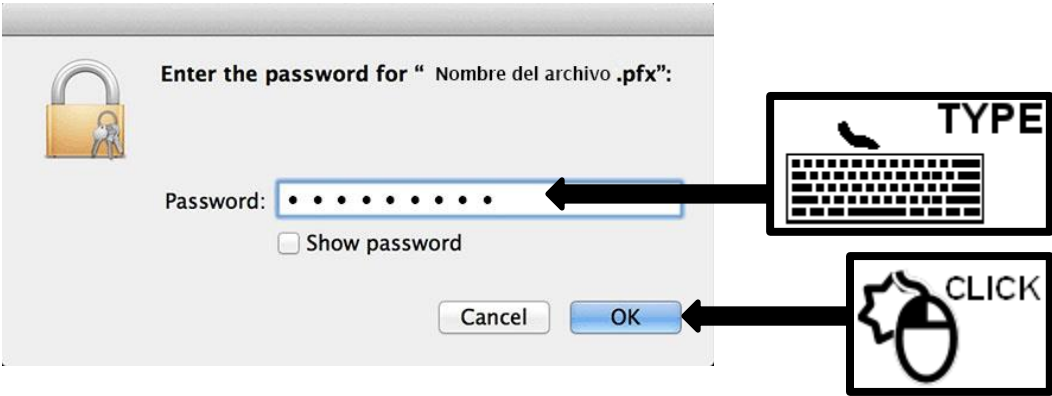 Enter the password for “ Nombre del archivo .pfx”:
TYPE
Password: • • • • • • • • •
Show password
CLICK
Cancel
OK